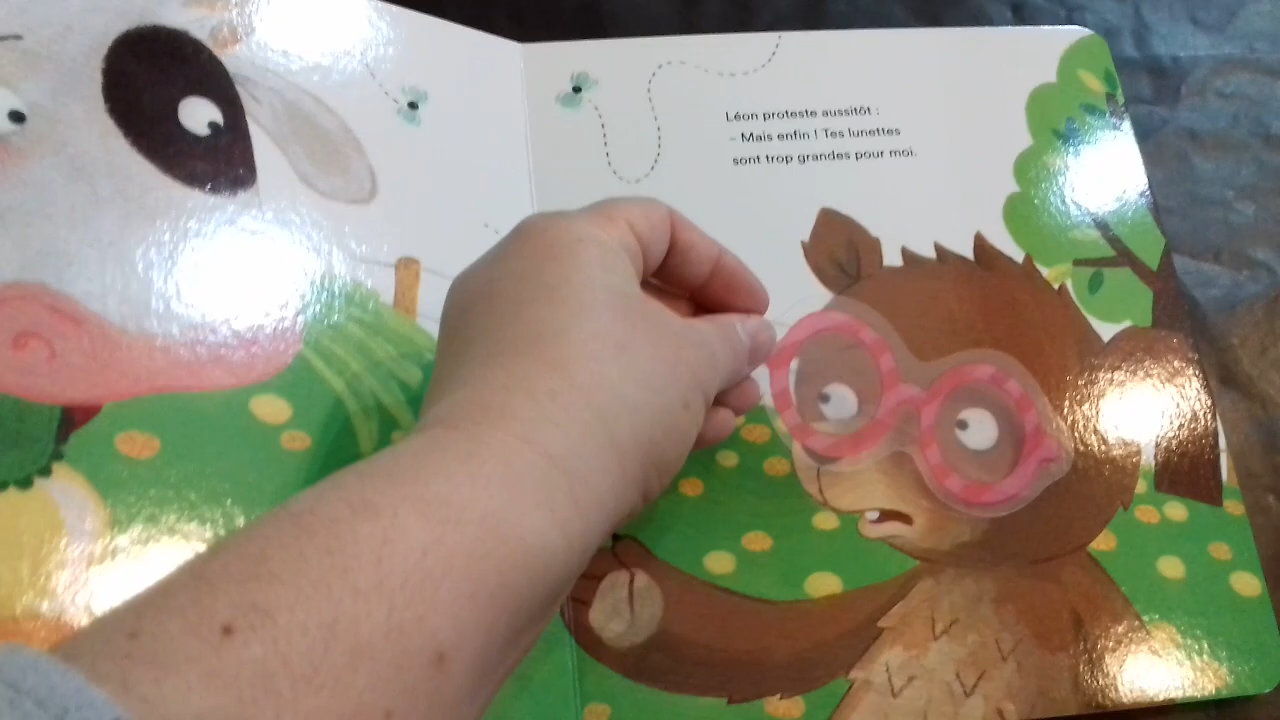 Léon proteste aussitôt :
– Mais enfin ! Tes lunettes
sont trop grandes pour moi.